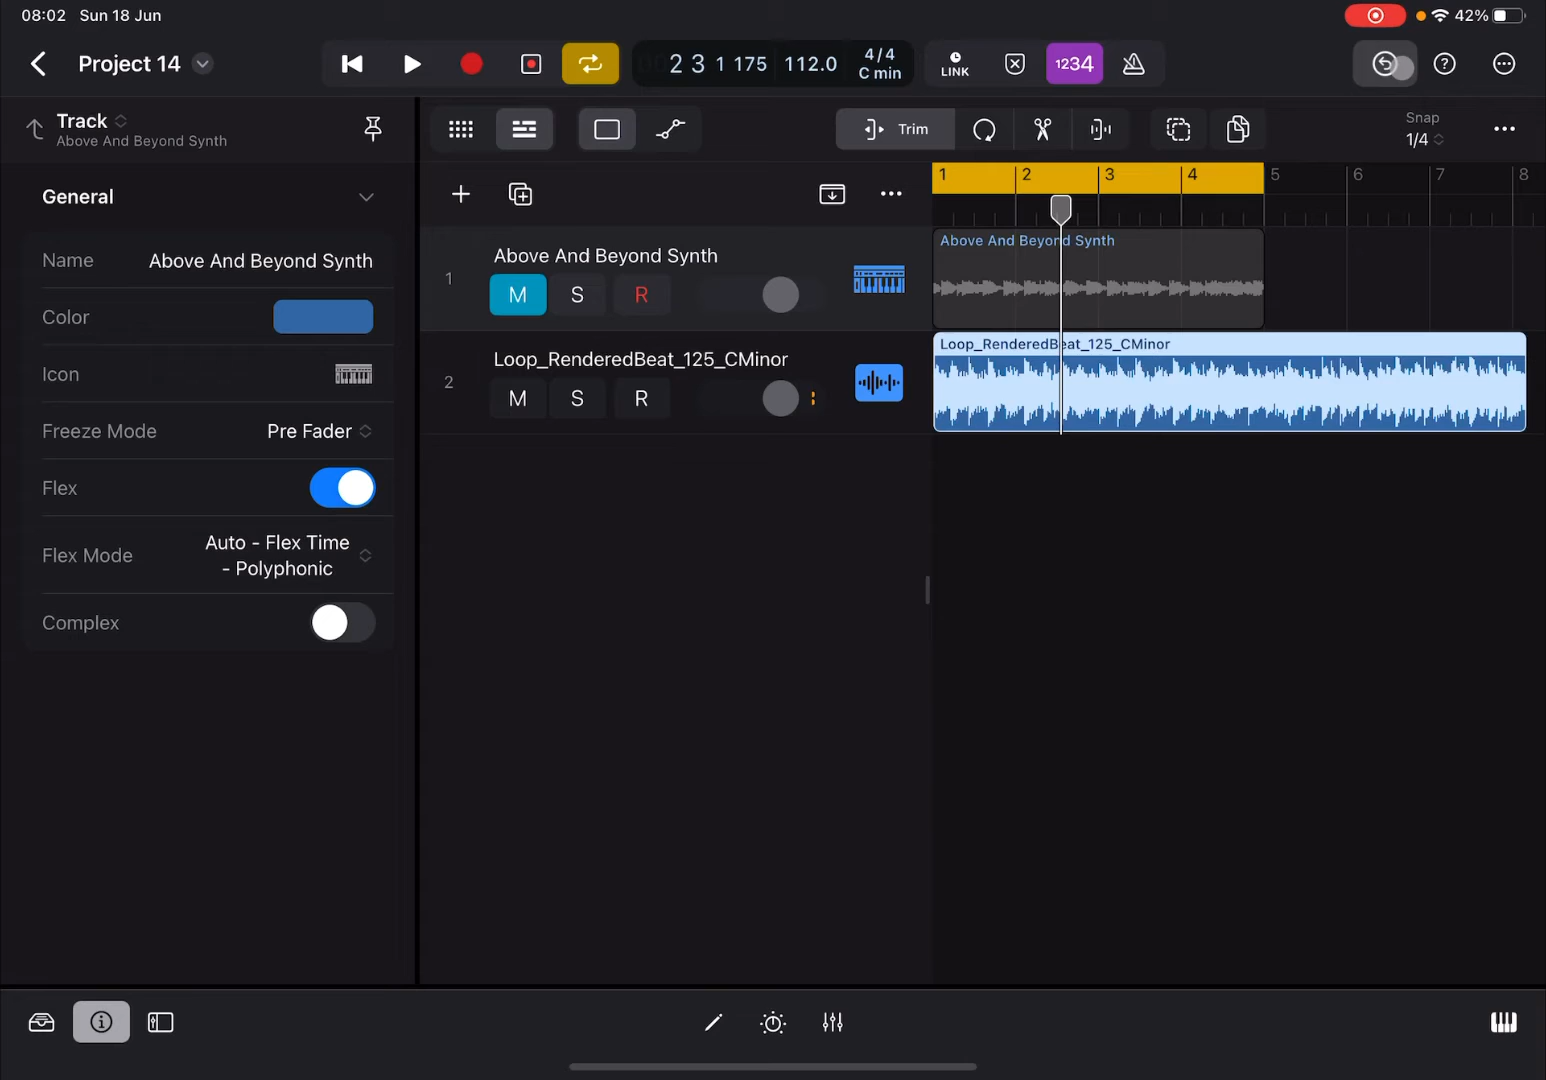 08:02 Sun 18 Jun
42%
Project 14
2 3 1 175 112.0 4/4
C min
LINK
1234
Track
Above And Beyond Synth
Trim
Snap
1/4
General
1 2 3 4 5 6 7 8
Name Above And Beyond Synth
Color
Icon
Freeze Mode Pre Fader
Flex
Flex Mode Auto - Flex Time
- Polyphonic
Complex
1 Above And Beyond Synth
M S R
Above And Beyond Synth
2 Loop_RenderedBeat_125_CMinor
M S R
Loop_RenderedBeat_125_CMinor